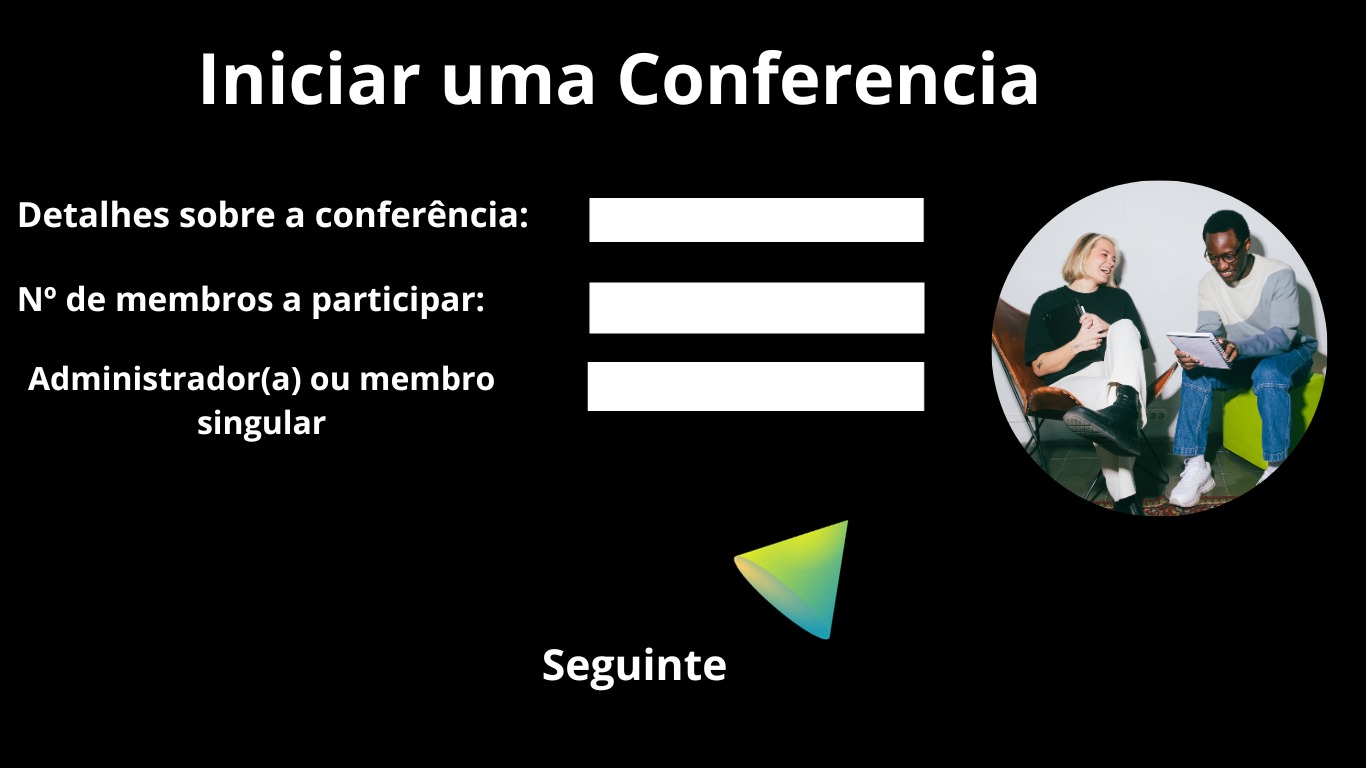 Iniciar uma Conferencia
Detalhes sobre a conferência:
Nº de membros a participar:
Administrador(a) ou membro
singular
Seguinte